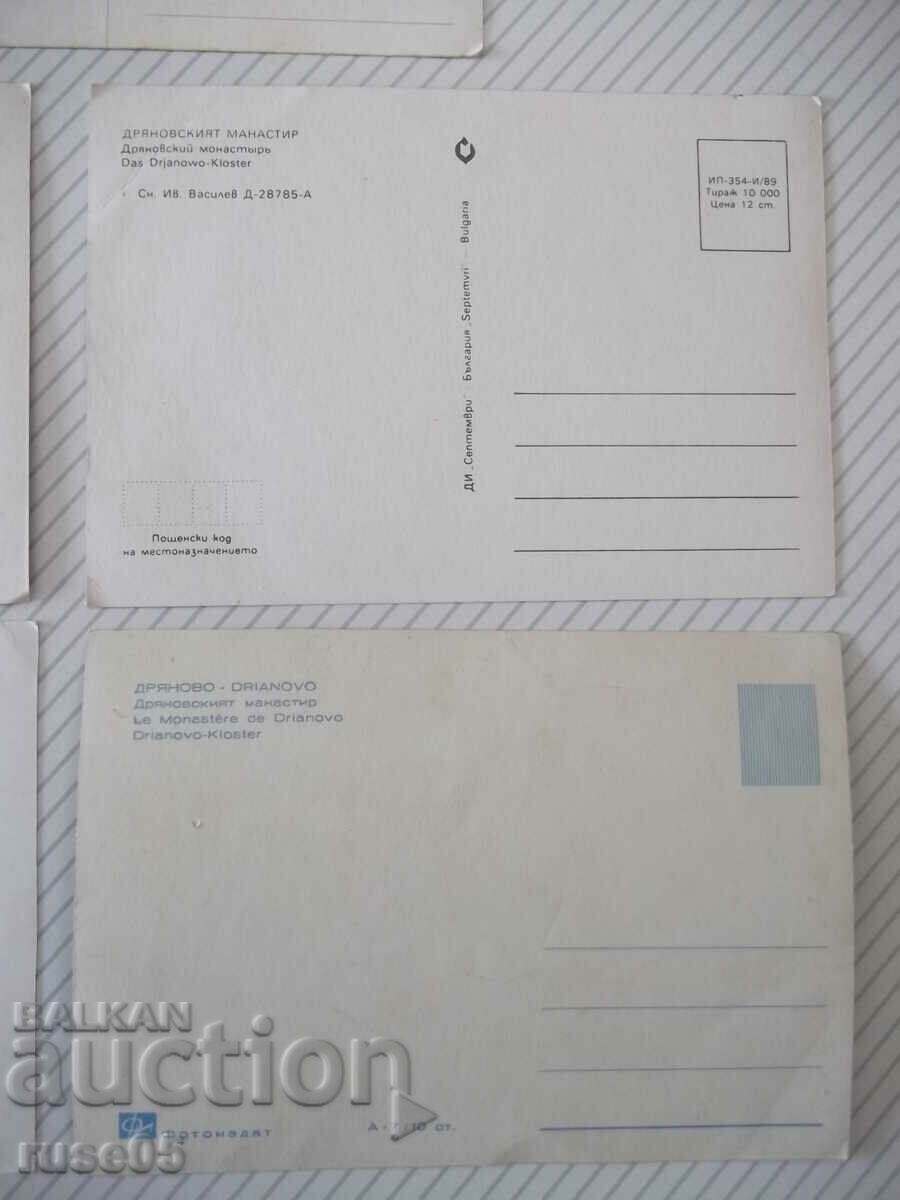 ДРЯНОВСКИЯТ МАНАСТИР
Дряновский монастырь
Das Drjanowo-Kloster
Сн. Ив. Василев Д-28785-А
ИП-354-И/89
Тираж 10 000
Цена 12 ст.
ДИ „Септември" – България „Septemvri" – Bulgaria
Пощенски код
на местоназначението
ДРЯНОВО - DRIANOVO
Дряновският манастир
Le Monastère de Drianovo
Drianovo-Kloster
BALKAN
auction
фотоиздат
ruse05